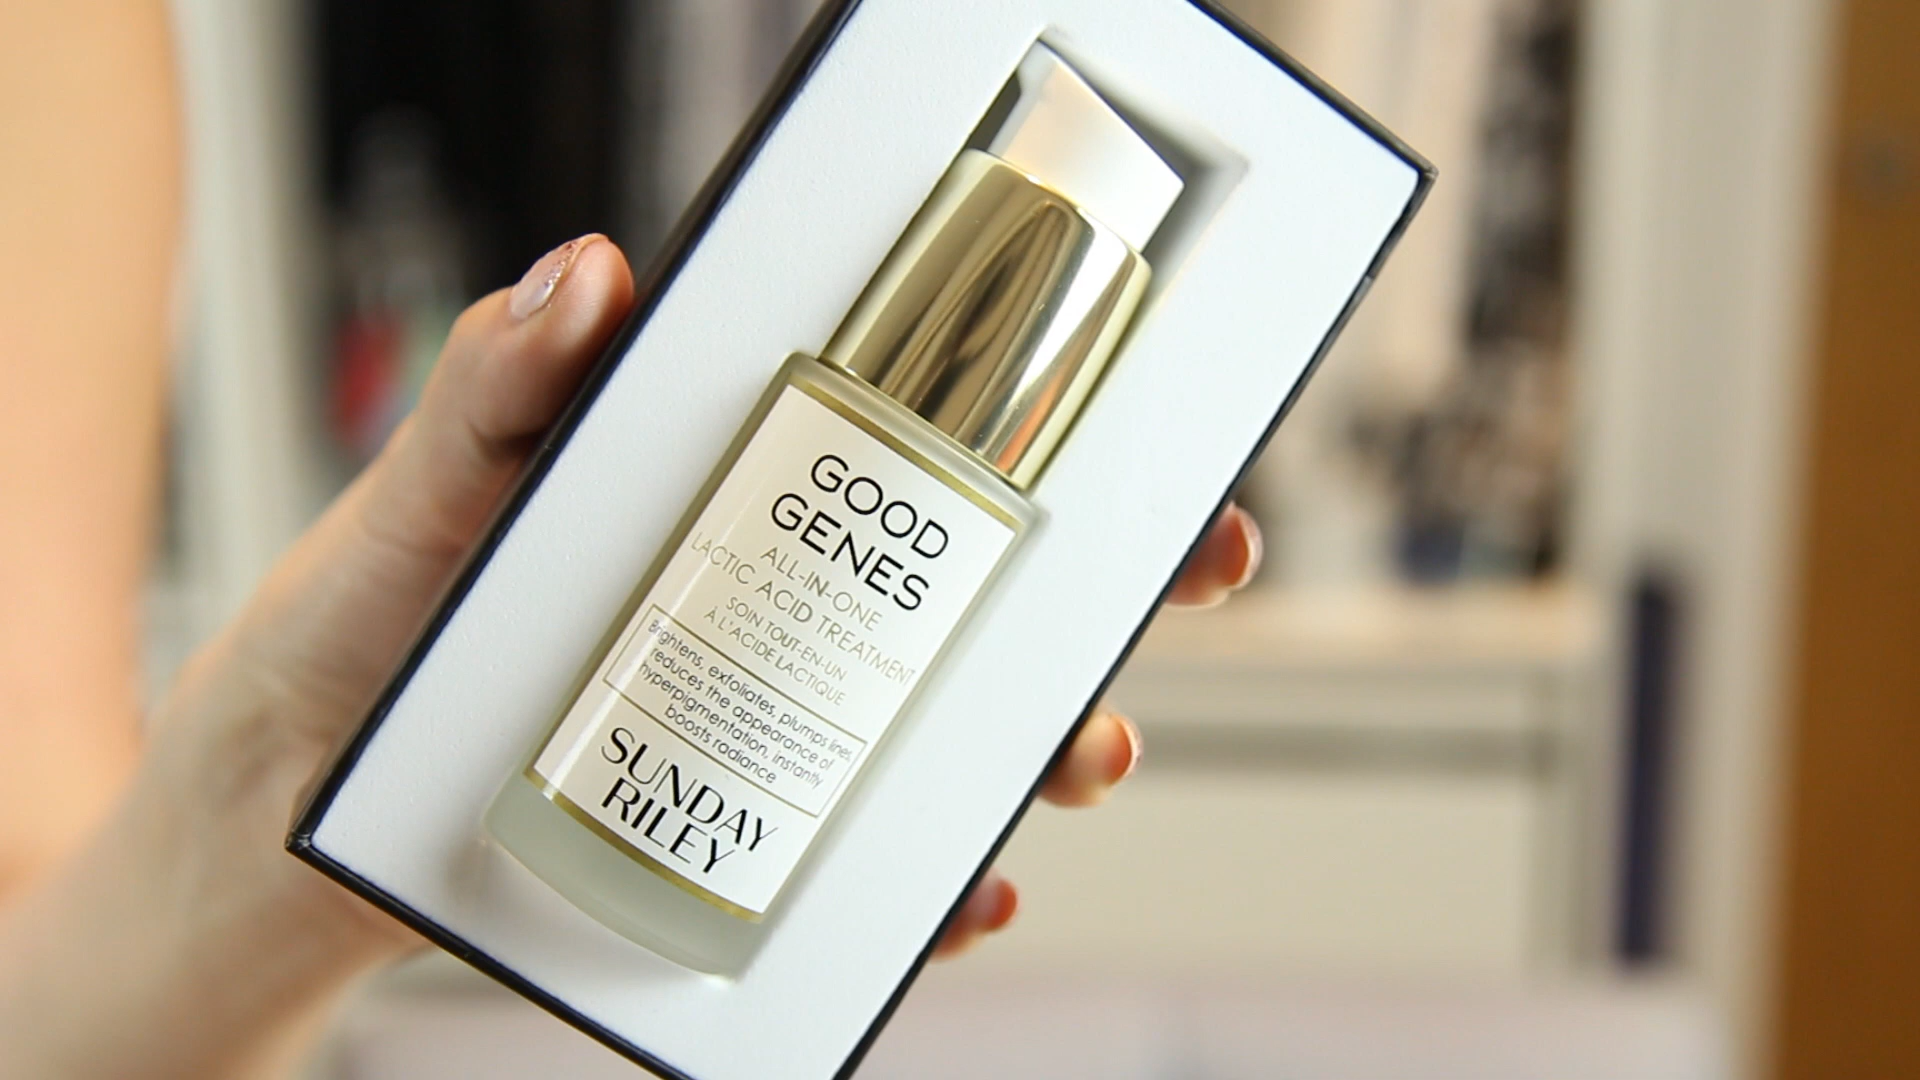 GOOD
GENES
ALL-IN-ONE
LACTIC ACID TREATMENT
SOIN TOUT-EN-UN
À L'ACIDE LACTIQUE
Brightens, exfoliates, plumps lines,
reduces the appearance of
hyperpigmentation, instantly
boosts radiance
SUNDAY
RILEY